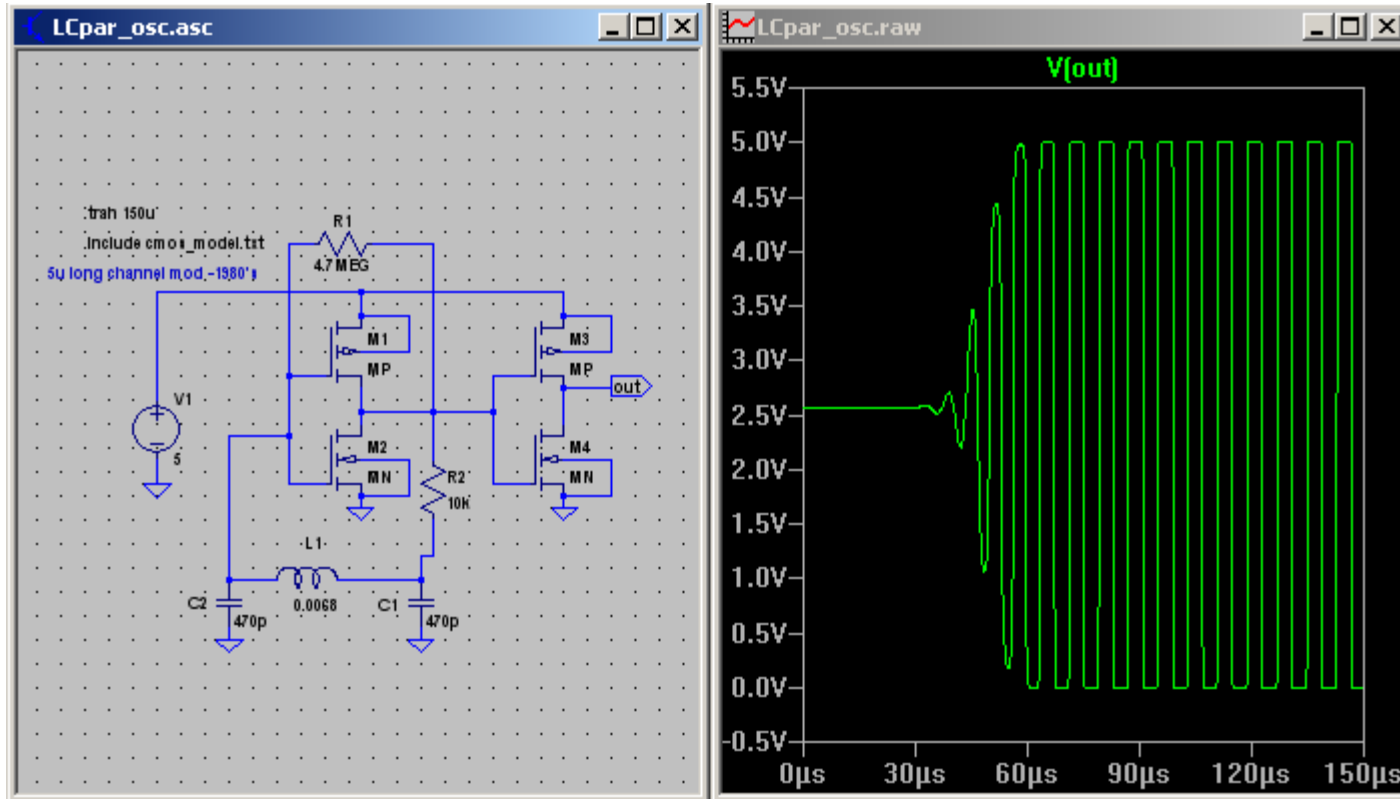 LCpar_osc.asc
.tran 150u
.include cmos_model.txt
5u long channel mod.~1980's
R1
4.7MEG
M1
MP
M3
MP
out
V1
5
M2
MN
M4
MN
R2
10K
L1
0.0068
C2
470p
C1
470p
LCpar_osc.raw
V(out)
5.5V
5.0V
4.5V
4.0V
3.5V
3.0V
2.5V
2.0V
1.5V
1.0V
0.5V
0.0V
-0.5V
0µs
30µs
60µs
90µs
120µs
150µs